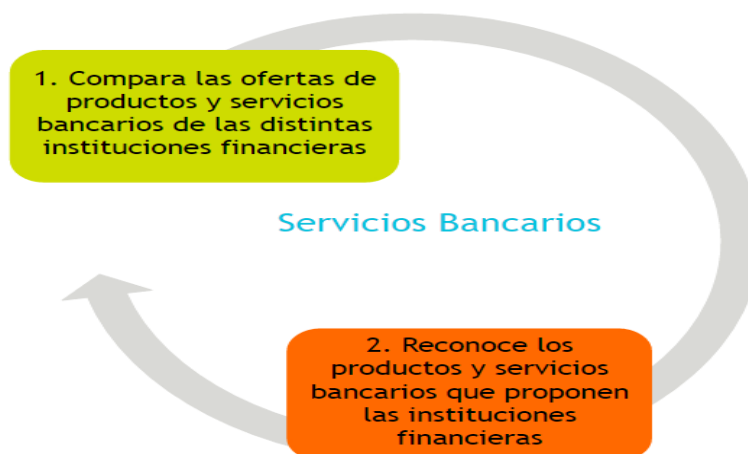 1. Compara las ofertas de
productos y servicios
bancarios de las distintas
instituciones financieras
Servicios Bancarios
2. Reconoce los
productos y servicios
bancarios que proponen
las instituciones
financieras